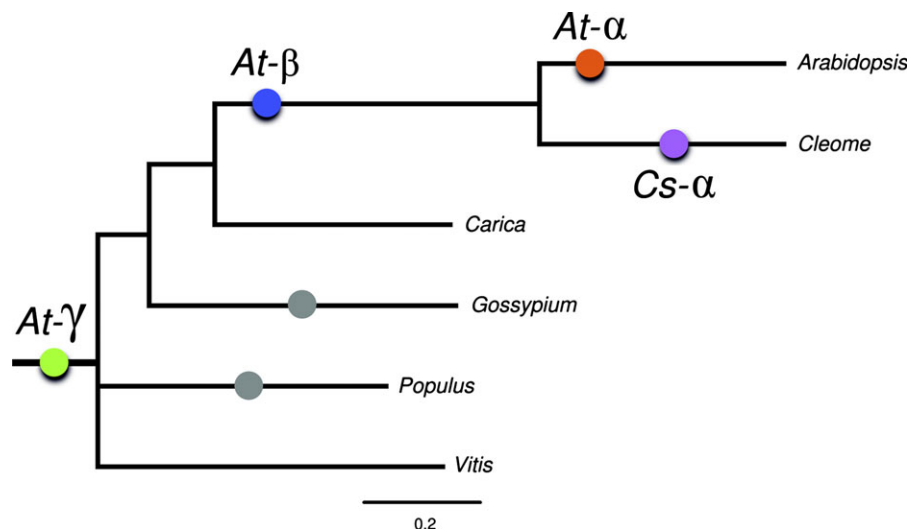 At-α
At-β
Arabidopsis
Cleome
Cs-α
Carica
Gossypium
At-γ
Populus
Vitis
0.2